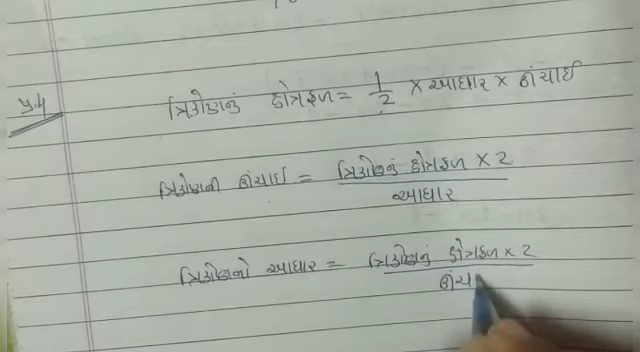 પ્ર.4 ત્રિકોણનું ક્ષેત્રફળ = 1/2 × આધાર × ઊંચાઈ
ત્રિકોણની ઊંચાઈ = ત્રિકોણનું ક્ષેત્રફળ × 2
આધાર
ત્રિકોણનો આધાર = ત્રિકોણનું ક્ષેત્રફળ × 2
ઊંચ